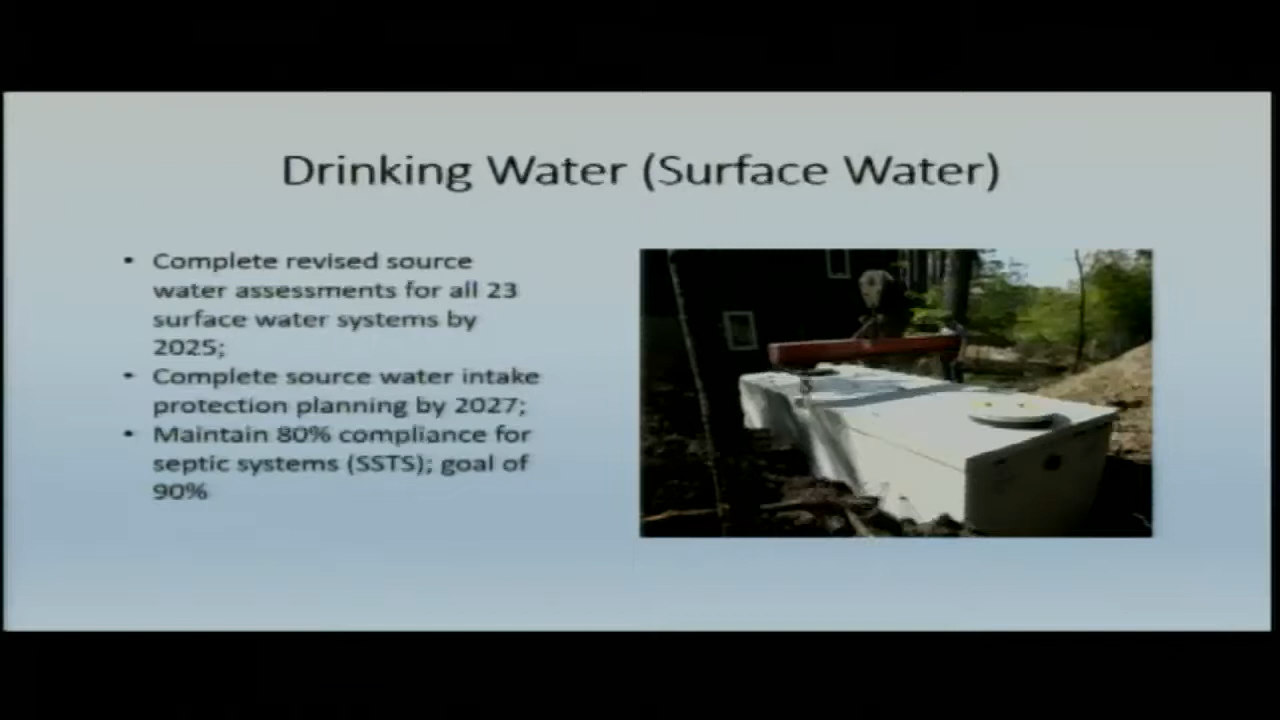 Drinking Water (Surface Water)
• Complete revised source
water assessments for all 23
surface water systems by
2025;
• Complete source water intake
protection planning by 2027;
• Maintain 80% compliance for
septic systems (SSTS); goal of
90%